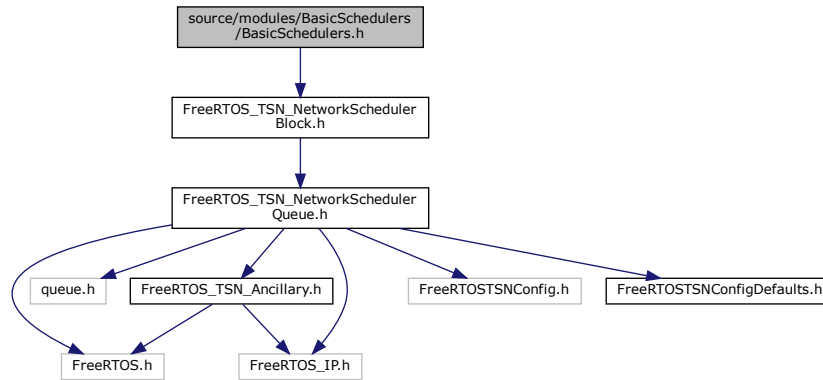 source/modules/BasicSchedulers
/BasicSchedulers.h
FreeRTOS_TSN_NetworkScheduler
Block.h
FreeRTOS_TSN_NetworkScheduler
Queue.h
queue.h
FreeRTOS_TSN_Ancillary.h
FreeRTOSTSNConfig.h
FreeRTOSTSNConfigDefaults.h
FreeRTOS.h
FreeRTOS_IP.h